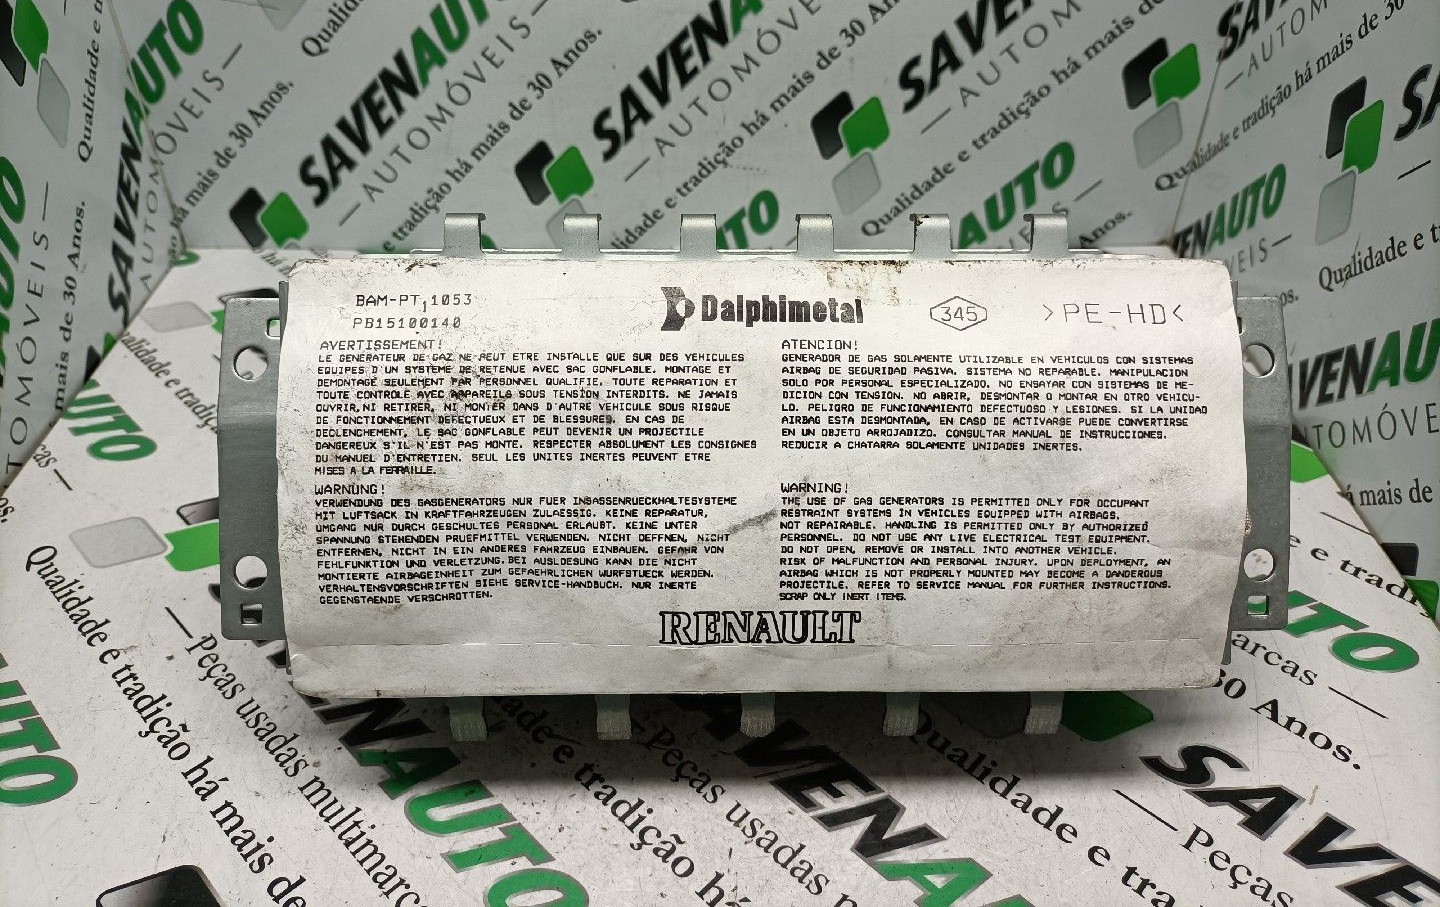 BAM-PT 1053
PB15100140
Dalphimetal
345
>PE-HD<
AVERTISSEMENT!
LE GENERATEUR DE GAZ NE PEUT ETRE INSTALLE QUE SUR DES VEHICULES
EQUIPES D'UN SYSTEME DE RETENUE AVEC SAC GONFLABLE. MONTAGE ET
DEMONTAGE SEULEMENT PAR PERSONNEL QUALIFIE. TOUTE REPARATION ET
TOUTE CONTROLE AVEC APPAREILS SOUS TENSION INTERDITS. NE JAMAIS
OUVRIR, NI RETIRER, NI MONTER DANS D'AUTRE VEHICULE SOUS RISQUE
DE FONCTIONNEMENT DEFECTUEUX ET DE BLESSURES. EN CAS DE
DECLENCHEMENT, LE SAC GONFLABLE PEUT DEVENIR UN PROJECTILE
DANGEREUX S'IL N'EST PAS MONTE. RESPECTER ABSOLUMENT LES CONSIGNES
DU MANUEL D'ENTRETIEN. SEUL LES UNITES INERTES PEUVENT ETRE
MISES A LA FERRAILLE.
ATENCION!
GENERADOR DE GAS SOLAMENTE UTILIZABLE EN VEHICULOS CON SISTEMAS
AIRBAG DE SEGURIDAD PASIVA. SISTEMA NO REPARABLE. MANIPULACION
SOLO POR PERSONAL ESPECIALIZADO. NO ENSAYAR CON SISTEMAS DE ME-
DICION CON TENSION. NO ABRIR, DESMONTAR O MONTAR EN OTRO VEHICU-
LO. PELIGRO DE FUNCIONAMIENTO DEFECTUOSO Y LESIONES. SI LA UNIDAD
AIRBAG ESTA DESMONTADA, EN CASO DE ACTIVARSE PUEDE CONVERTIRSE
EN UN OBJETO ARROJADIZO. CONSULTAR MANUAL DE INSTRUCCIONES.
REDUCIR A CHATARRA SOLAMENTE UNIDADES INERTES.
WARNUNG!
VERWENDUNG DES GASGENERATORS NUR FUER INSASSENRUECKHALTESYSTEME
MIT LUFTSACK IN KRAFTFAHRZEUGEN ZULAESSIG. KEINE REPARATUR,
UMGANG NUR DURCH GESCHULTES PERSONAL ERLAUBT. KEINE UNTER
SPANNUNG STEHENDEN PRUEFMITTEL VERWENDEN. NICHT OEFFNEN, NICHT
ENTFERNEN, NICHT IN EIN ANDERES FAHRZEUG EINBAUEN. GEFAHR VON
FEHLFUNKTION UND VERLETZUNG. BEI AUSLOESUNG KANN DIE NICHT
MONTIERTE AIRBAGEINHEIT ZUM GEFAEHRLICHEN WURFSTUECK WERDEN.
VERHALTENSVORSCHRIFTEN SIEHE SERVICE-HANDBUCH. NUR INERTE
GEGENSTAENDE VERSCHROTTEN.
WARNING!
THE USE OF GAS GENERATORS IS PERMITTED ONLY FOR OCCUPANT
RESTRAINT SYSTEMS IN VEHICLES EQUIPPED WITH AIRBAGS.
NOT REPAIRABLE. HANDLING IS PERMITTED ONLY BY AUTHORIZED
PERSONNEL. DO NOT USE ANY LIVE ELECTRICAL TEST EQUIPMENT.
DO NOT OPEN, REMOVE OR INSTALL INTO ANOTHER VEHICLE.
RISK OF MALFUNCTION AND PERSONAL INJURY. UPON DEPLOYMENT, AN
AIRBAG WHICH IS NOT PROPERLY MOUNTED MAY BECOME A DANGEROUS
PROJECTILE. REFER TO SERVICE MANUAL FOR FURTHER INSTRUCTIONS.
SCRAP ONLY INERT ITEMS.
RENAULT
SAVENAUTO
AUTOMÓVEIS
Qualidade e tradição há mais de 30 Anos.
Peças usadas multimarcas